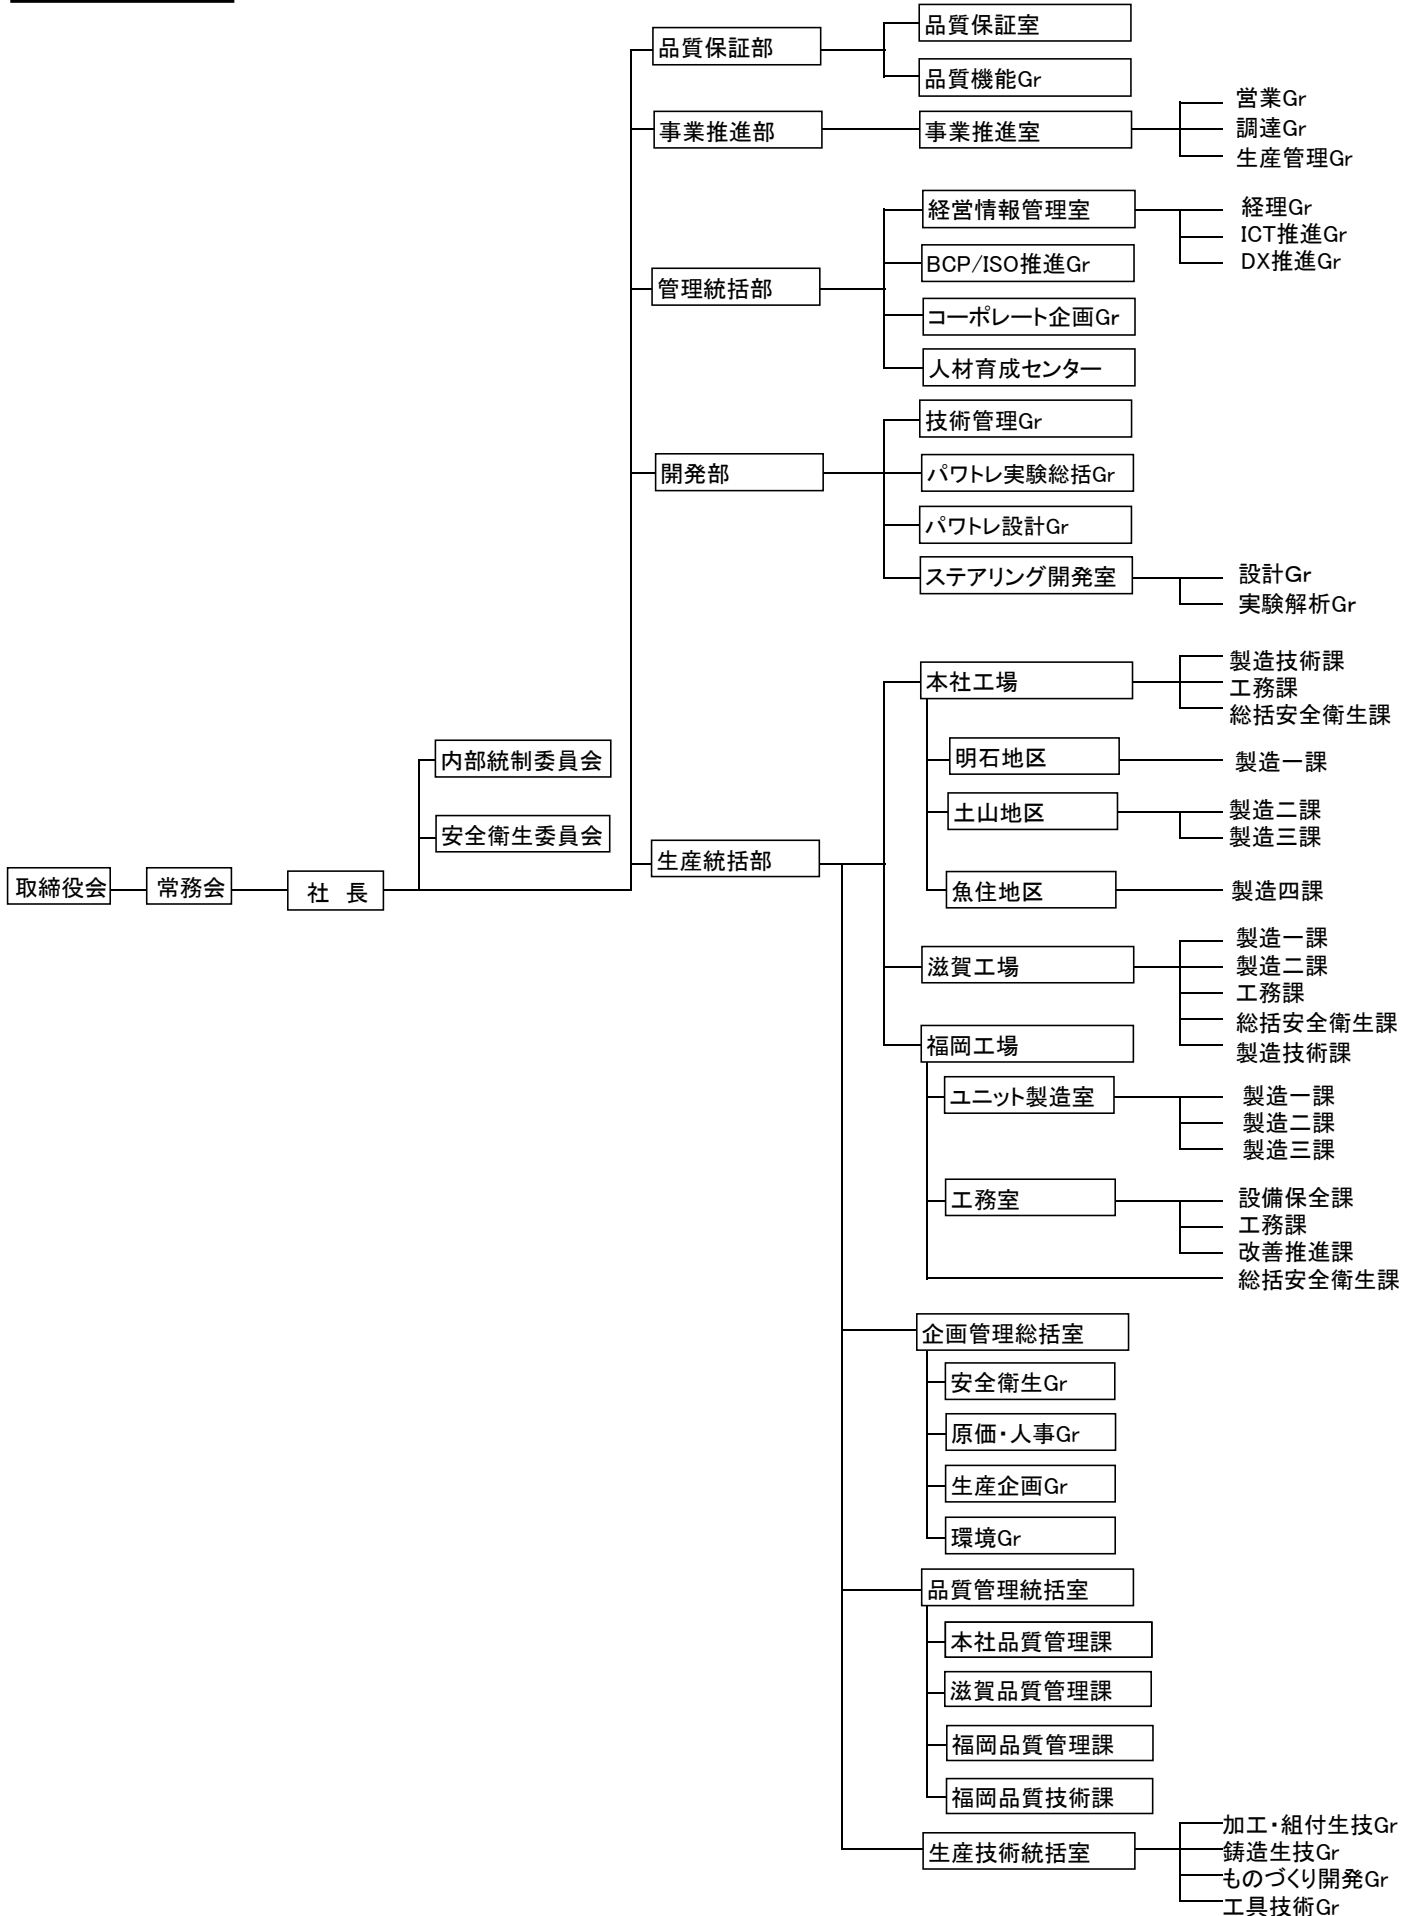 品質保証室
品質保証部
品質機能Gr
営業Gr
事業推進部
事業推進室
調達Gr
生産管理Gr
経営情報管理室
経理Gr
ICT推進Gr
BCP/ISO推進Gr
DX推進Gr
管理統括部
コーポレート企画Gr
人材育成センター
技術管理Gr
開発部
パワトレ実験総括Gr
パワトレ設計Gr
ステアリング開発室
設計Gr
実験解析Gr
本社工場
製造技術課
工務課
総括安全衛生課
内部統制委員会
明石地区
製造一課
土山地区
製造二課
製造三課
安全衛生委員会
生産統括部
取締役会
常務会
社 長
魚住地区
製造四課
滋賀工場
製造一課
製造二課
工務課
総括安全衛生課
製造技術課
福岡工場
ユニット製造室
製造一課
製造二課
製造三課
工務室
設備保全課
工務課
改善推進課
総括安全衛生課
企画管理総括室
安全衛生Gr
原価・人事Gr
生産企画Gr
環境Gr
品質管理統括室
本社品質管理課
滋賀品質管理課
福岡品質管理課
福岡品質技術課
生産技術統括室
加工・組付生技Gr
鋳造生技Gr
ものづくり開発Gr
工具技術Gr